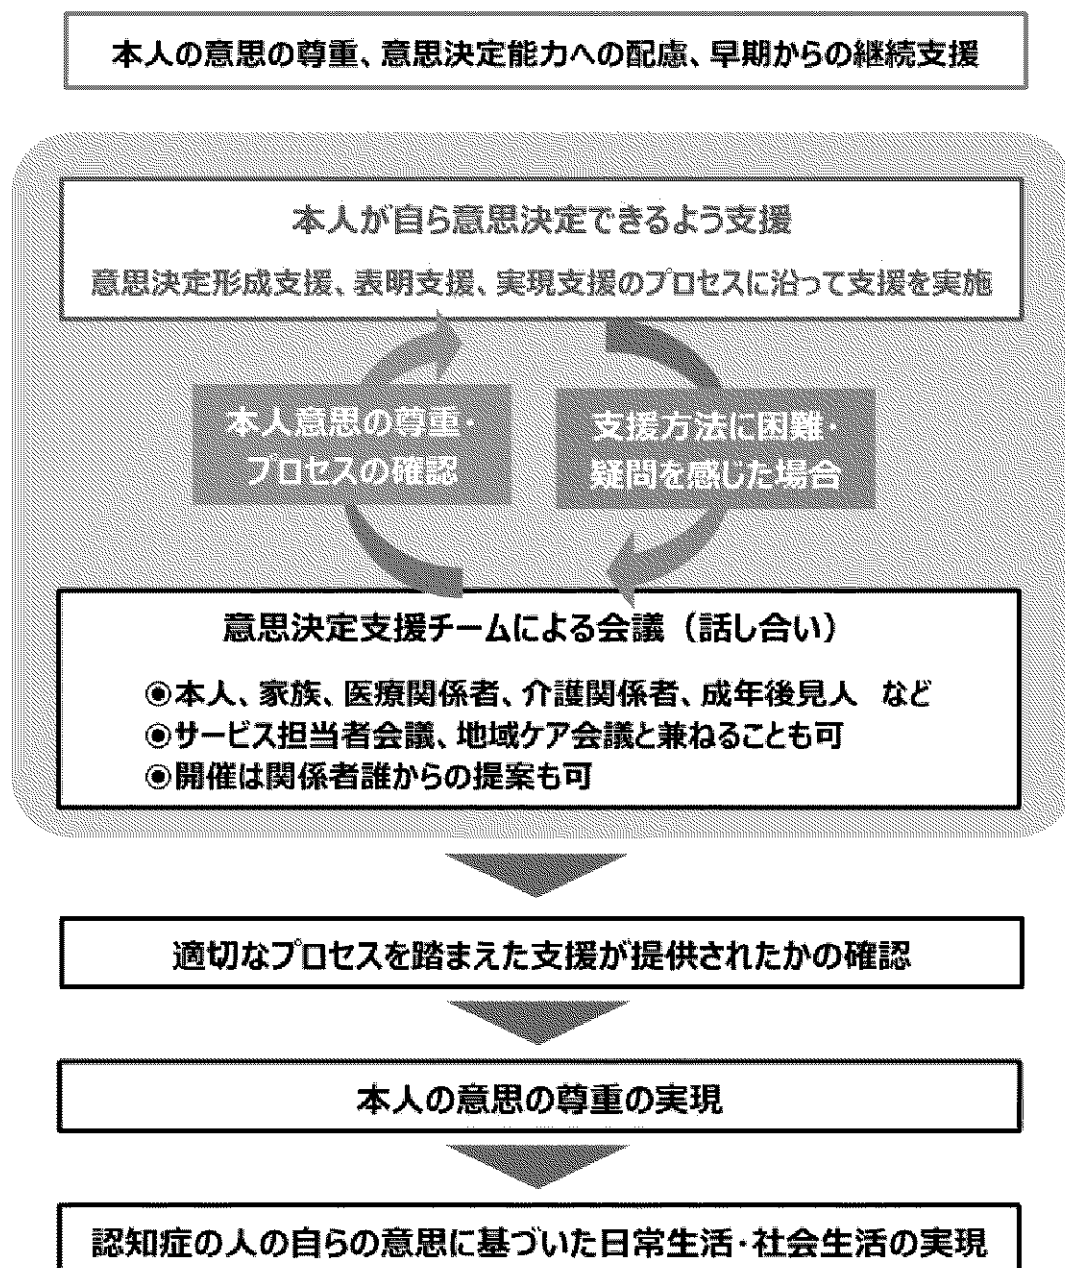 本人の意思の尊重、意思決定能力への配慮、早期からの継続支援
本人が自ら意思決定できるよう支援
意思決定形成支援、表明支援、実現支援のプロセスに沿って支援を実施
本人意思の尊重・
プロセスの確認
支援方法に困難・
疑問を感じた場合
意思決定支援チームによる会議（話し合い）
◉本人、家族、医療関係者、介護関係者、成年後見人 など
◉サービス担当者会議、地域ケア会議と兼ねることも可
◉開催は関係者誰からの提案も可
適切なプロセスを踏まえた支援が提供されたかの確認
本人の意思の尊重の実現
認知症の人の自らの意思に基づいた日常生活・社会生活の実現